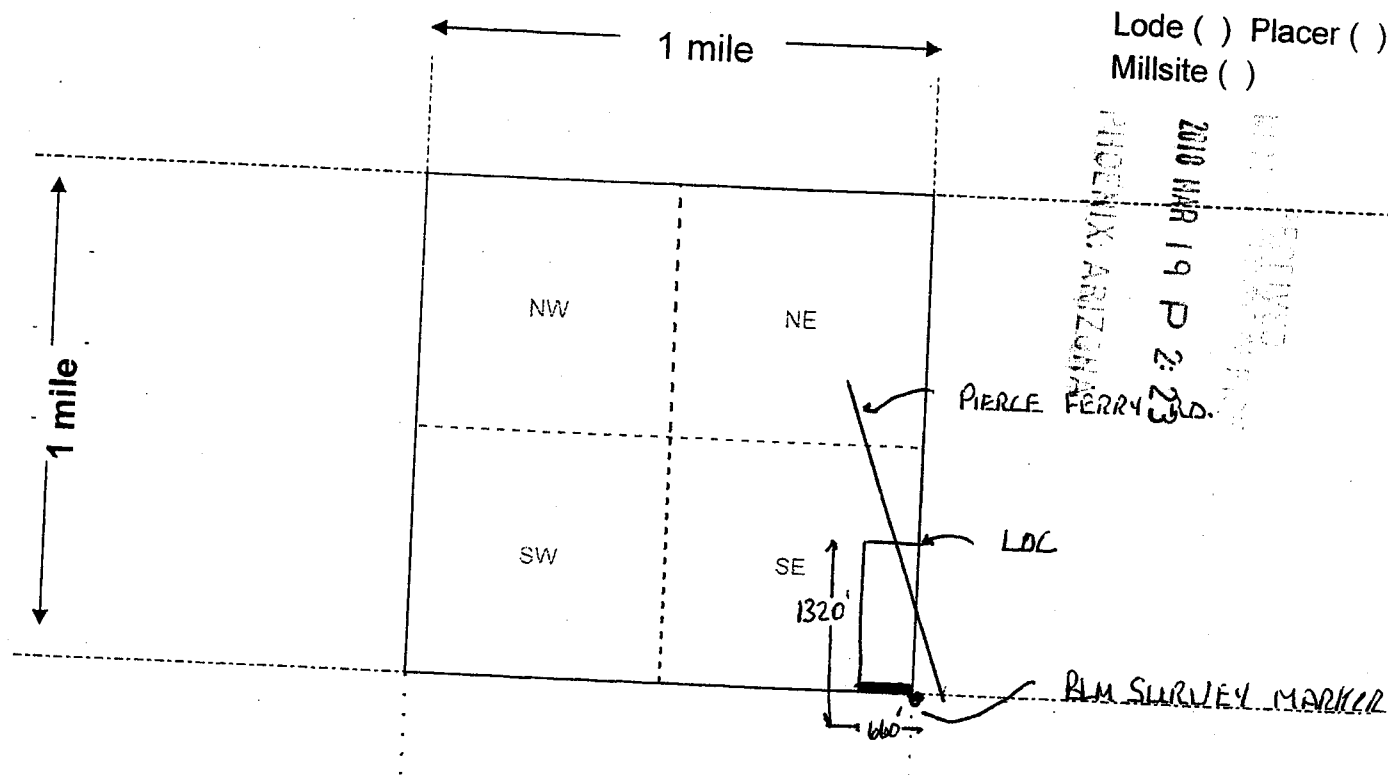 1 mile
Lode ( ) Placer ( )
Millsite ( )
2010 MAR 19 P 2:23
PHOENIX, ARIZONA
1 mile
NW
NE
PIERCE FERRY RD.
LOC
SW
SE
1320'
BLM SURVEY MARKER
660'